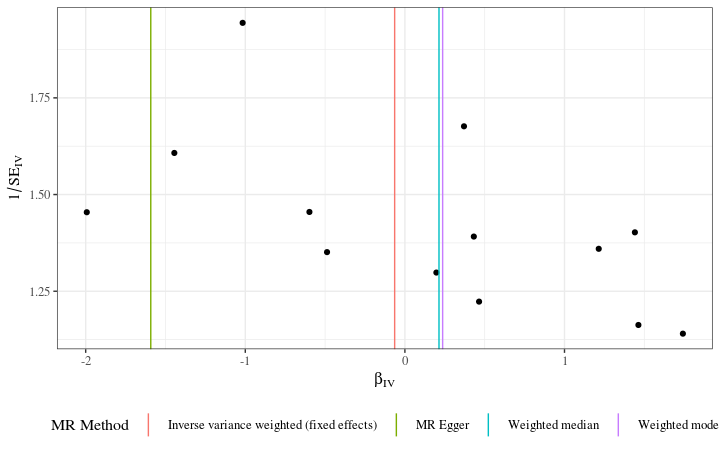 1.75
1.50
1.25
1/SE_IV
-2 -1 0 1
β_IV
MR Method Inverse variance weighted (fixed effects) MR Egger Weighted median Weighted mode